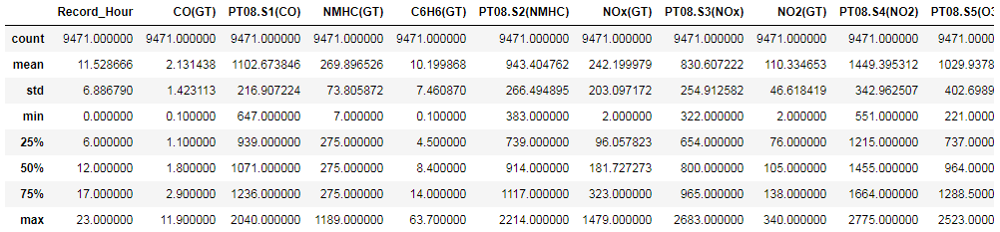 Record_Hour CO(GT) PT08.S1(CO) NMHC(GT) C6H6(GT) PT08.S2(NMHC) NOx(GT) PT08.S3(NOx) NO2(GT) PT08.S4(NO2) PT08.S5(O3
count 9471.000000 9471.000000 9471.000000 9471.000000 9471.000000 9471.000000 9471.000000 9471.000000 9471.000000 9471.000000 9471.0000
mean 11.528666 2.131438 1102.673846 269.896526 10.199868 943.404762 242.199979 830.607222 110.334653 1449.395312 1029.9378
std 6.886790 1.423113 216.907224 73.805872 7.460870 266.494895 203.097172 254.912582 46.618419 342.962507 402.6989
min 0.000000 0.100000 647.000000 7.000000 0.100000 383.000000 2.000000 322.000000 2.000000 551.000000 221.0000
25% 6.000000 1.100000 939.000000 275.000000 4.500000 739.000000 96.057823 654.000000 76.000000 1215.000000 737.0000
50% 12.000000 1.800000 1071.000000 275.000000 8.400000 914.000000 181.727273 800.000000 105.000000 1455.000000 964.0000
75% 17.000000 2.900000 1236.000000 275.000000 14.000000 1117.000000 323.000000 965.000000 138.000000 1664.000000 1288.5000
max 23.000000 11.900000 2040.000000 1189.000000 63.700000 2214.000000 1479.000000 2683.000000 340.000000 2775.000000 2523.0000